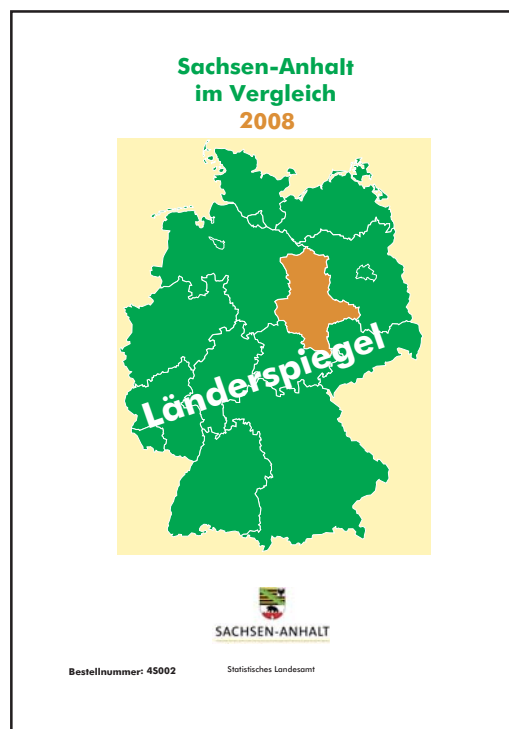 Sachsen-Anhalt
im Vergleich
2008
Länderspiegel
SACHSEN-ANHALT
Bestellnummer: 4S002
Statistisches Landesamt